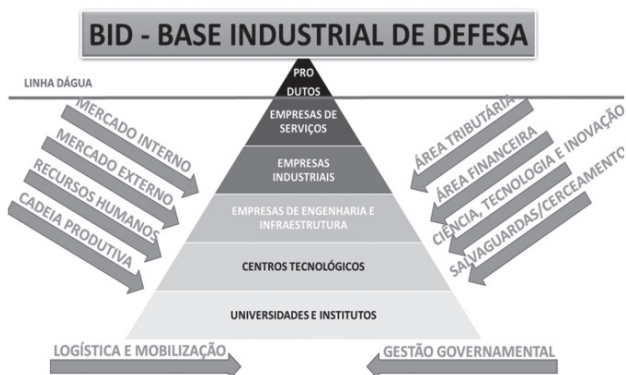 BID - BASE INDUSTRIAL DE DEFESA
LINHA DÁGUA
PRO
DUTOS
EMPRESAS DE
SERVIÇOS
EMPRESAS
INDUSTRIAIS
EMPRESAS DE ENGENHARIA E
INFRAESTRUTURA
CENTROS TECNOLÓGICOS
UNIVERSIDADES E INSTITUTOS
MERCADO INTERNO
MERCADO EXTERNO
RECURSOS HUMANOS
CADEIA PRODUTIVA
ÁREA TRIBUTÁRIA
ÁREA FINANCEIRA
CIÊNCIA, TECNOLOGIA E INOVAÇÃO
SALVAGUARDAS/CERCEAMENTO
LOGÍSTICA E MOBILIZAÇÃO
GESTÃO GOVERNAMENTAL